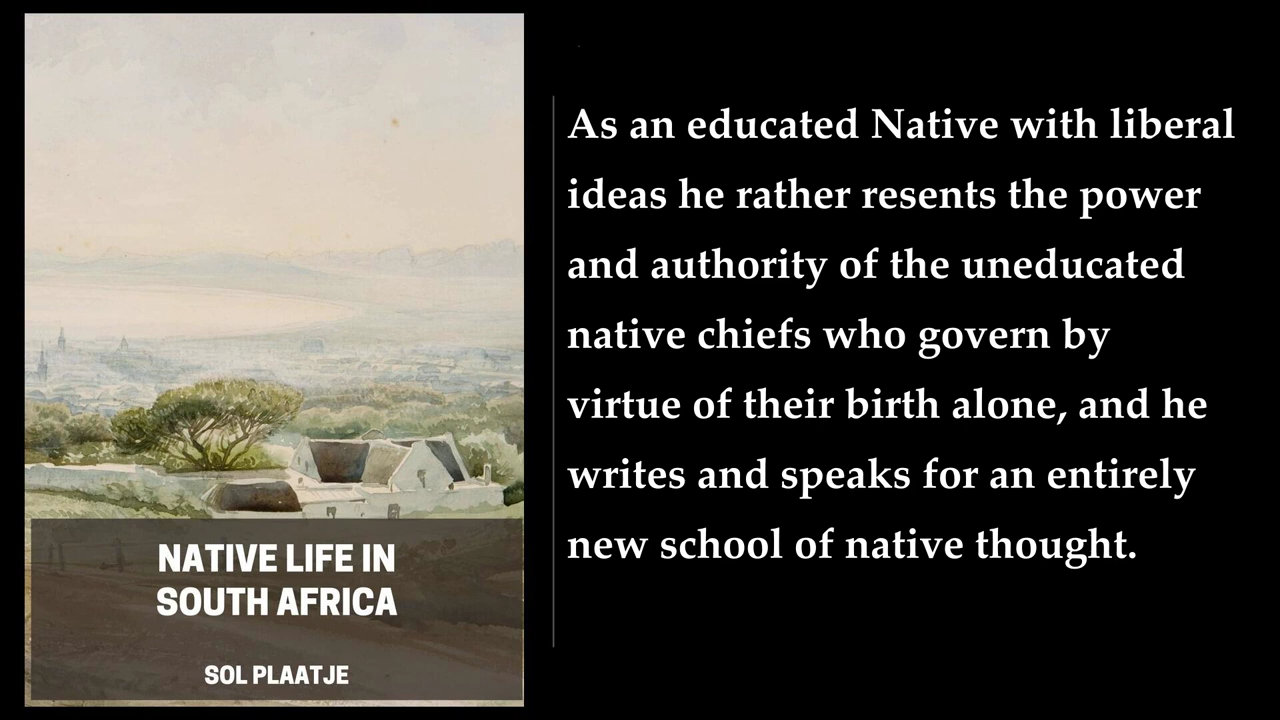 NATIVE LIFE IN
SOUTH AFRICA
SOL PLAATJE
As an educated Native with liberal
ideas he rather resents the power
and authority of the uneducated
native chiefs who govern by
virtue of their birth alone, and he
writes and speaks for an entirely
new school of native thought.